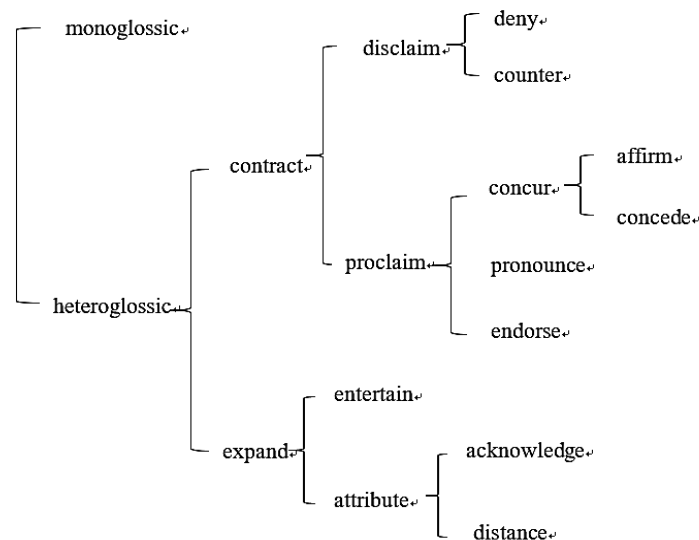 deny
monoglossic
disclaim
counter
affirm
contract
concur
concede
proclaim
pronounce
heteroglossic
endorse
entertain
expand
acknowledge
attribute
distance